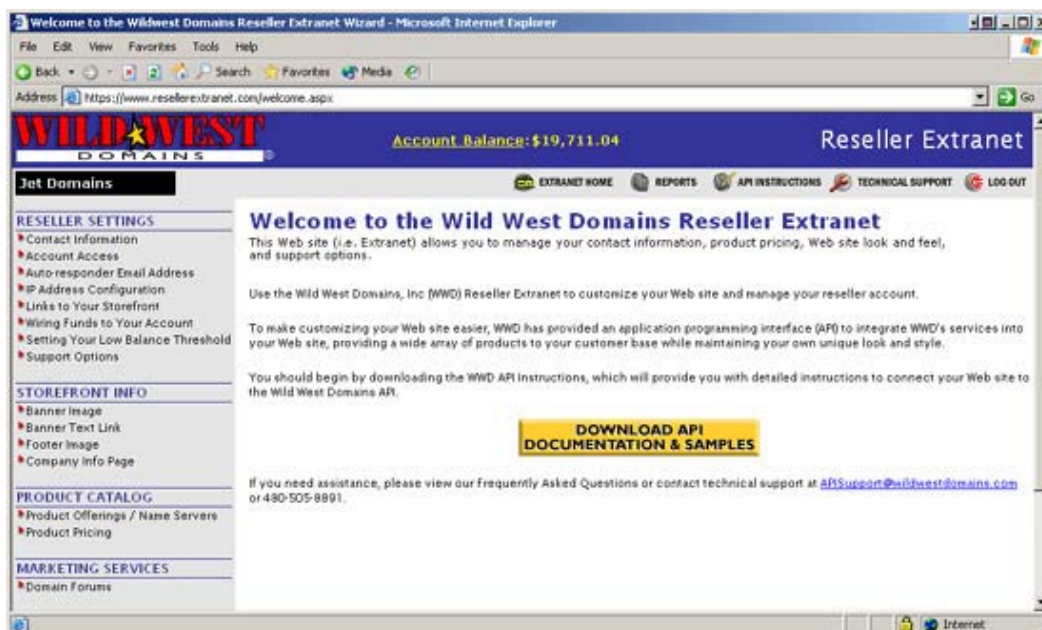 Welcome to the Wildwest Domains Reseller Extranet Wizard - Microsoft Internet Explorer
File Edit View Favorites Tools Help
Back Search Favorites Media
Address https://www.resellerextranet.com/welcome.aspx Go
WILD WEST
DOMAINS
Account Balance:$19,711.04
Reseller Extranet
Jet Domains
EXTRANET HOME REPORTS API INSTRUCTIONS TECHNICAL SUPPORT LOG OUT
RESELLER SETTINGS
Contact Information
Account Access
Auto-responder Email Address
IP Address Configuration
Links to Your Storefront
Wiring Funds to Your Account
Setting Your Low Balance Threshold
Support Options
STOREFRONT INFO
Banner Image
Banner Text Link
Footer Image
Company Info Page
PRODUCT CATALOG
Product Offerings / Name Servers
Product Pricing
MARKETING SERVICES
Domain Forums
Welcome to the Wild West Domains Reseller Extranet
This Web site (i.e. Extranet) allows you to manage your contact information, product pricing, Web site look and feel,
and support options.
Use the Wild West Domains, Inc (WWD) Reseller Extranet to customize your Web site and manage your reseller account.
To make customizing your Web site easier, WWD has provided an application programming interface (API) to integrate WWD's services into
your Web site, providing a wide array of products to your customer base while maintaining your own unique look and style.
You should begin by downloading the WWD API Instructions, which will provide you with detailed instructions to connect your Web site to
the Wild West Domains API.
DOWNLOAD API
DOCUMENTATION & SAMPLES
If you need assistance, please view our Frequently Asked Questions or contact technical support at APISupport@wildwestdomains.com
or 480-505-8891.
Internet